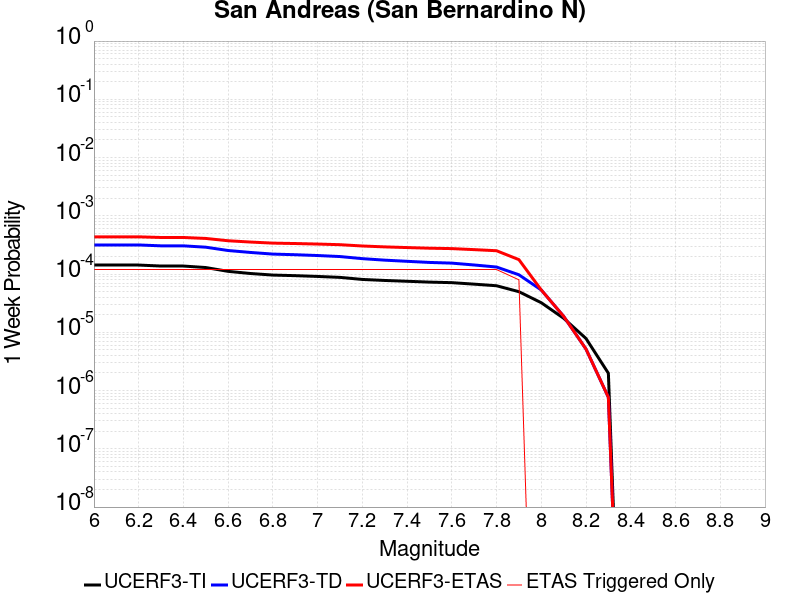 San Andreas (San Bernardino N)
10^0
10^-1
10^-2
10^-3
10^-4
10^-5
10^-6
10^-7
10^-8
1 Week Probability
6 6.2 6.4 6.6 6.8 7 7.2 7.4 7.6 7.8 8 8.2 8.4 8.6 8.8 9
Magnitude
UCERF3-TI UCERF3-TD UCERF3-ETAS ETAS Triggered Only